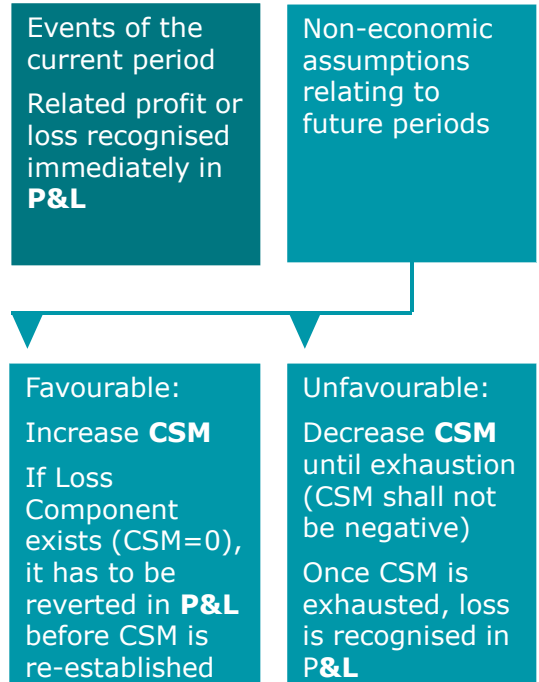 Events of the
current period
Related profit or
loss recognised
immediately in
P&L
Non-economic
assumptions
relating to
future periods
Favourable:
Increase CSM
If Loss
Component
exists (CSM=0),
it has to be
reverted in P&L
before CSM is
re-established
Unfavourable:
Decrease CSM
until exhaustion
(CSM shall not
be negative)
Once CSM is
exhausted, loss
is recognised in
P&L